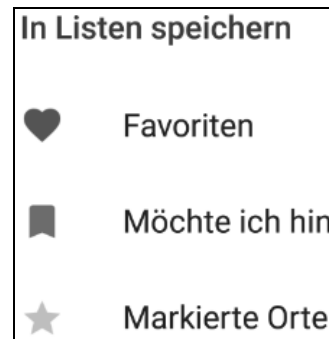 In Listen speichern
Favoriten
Möchte ich hin
Markierte Orte